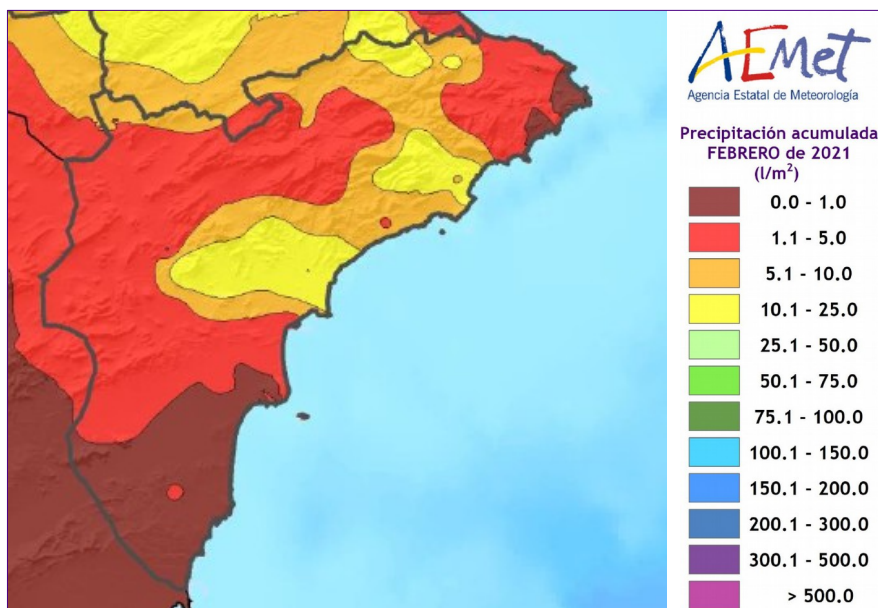 AEMet
Agencia Estatal de Meteorología
Precipitación acumulada
FEBRERO de 2021
(l/m²)
0.0 - 1.0
1.1 - 5.0
5.1 - 10.0
10.1 - 25.0
25.1 - 50.0
50.1 - 75.0
75.1 - 100.0
100.1 - 150.0
150.1 - 200.0
200.1 - 300.0
300.1 - 500.0
> 500.0